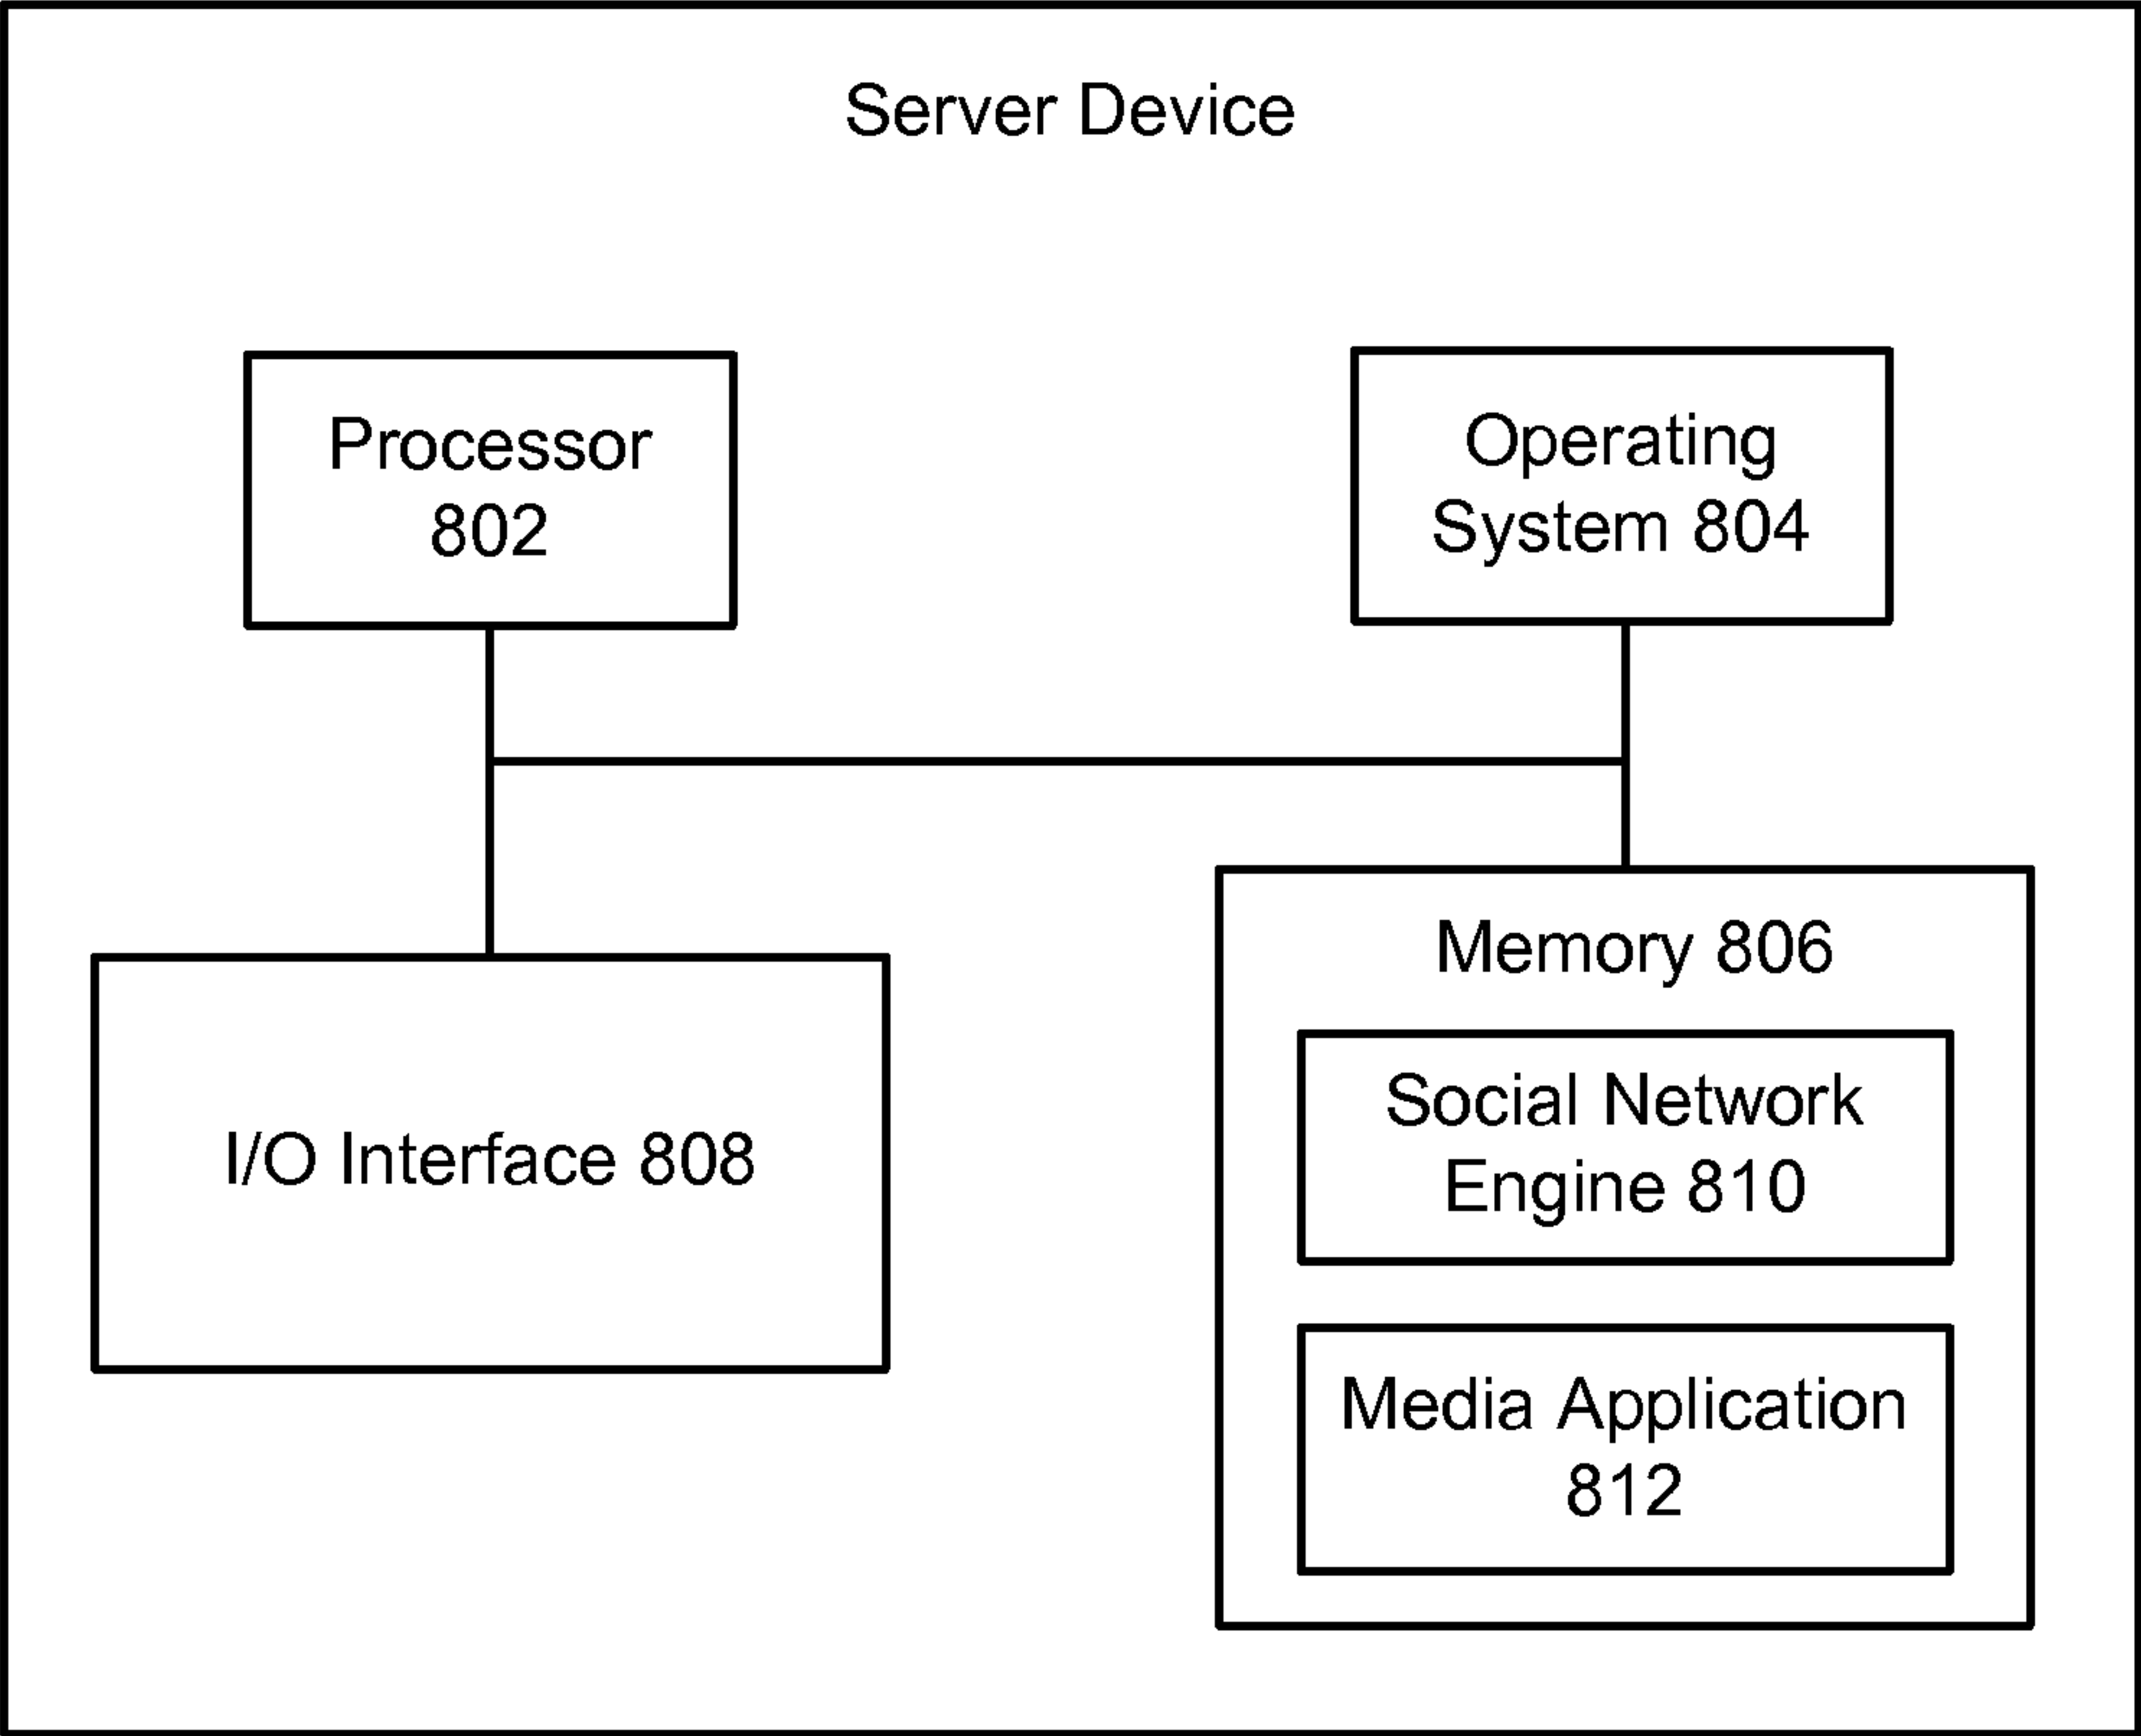 Server Device
Processor
802
Operating
System 804
I/O Interface 808
Memory 806
Social Network
Engine 810
Media Application
812